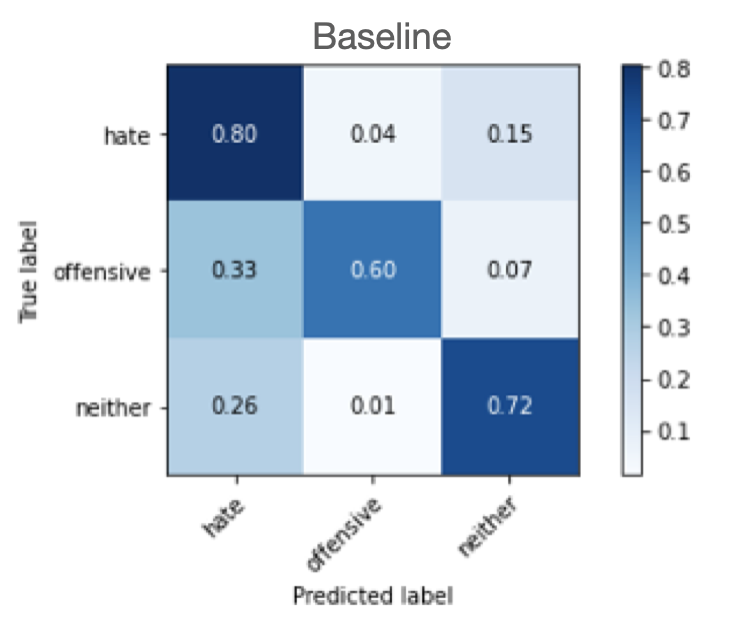 Baseline
hate 0.80 0.04 0.15
offensive 0.33 0.60 0.07
neither 0.26 0.01 0.72
hate offensive neither
True label
Predicted label
0.8
0.7
0.6
0.5
0.4
0.3
0.2
0.1